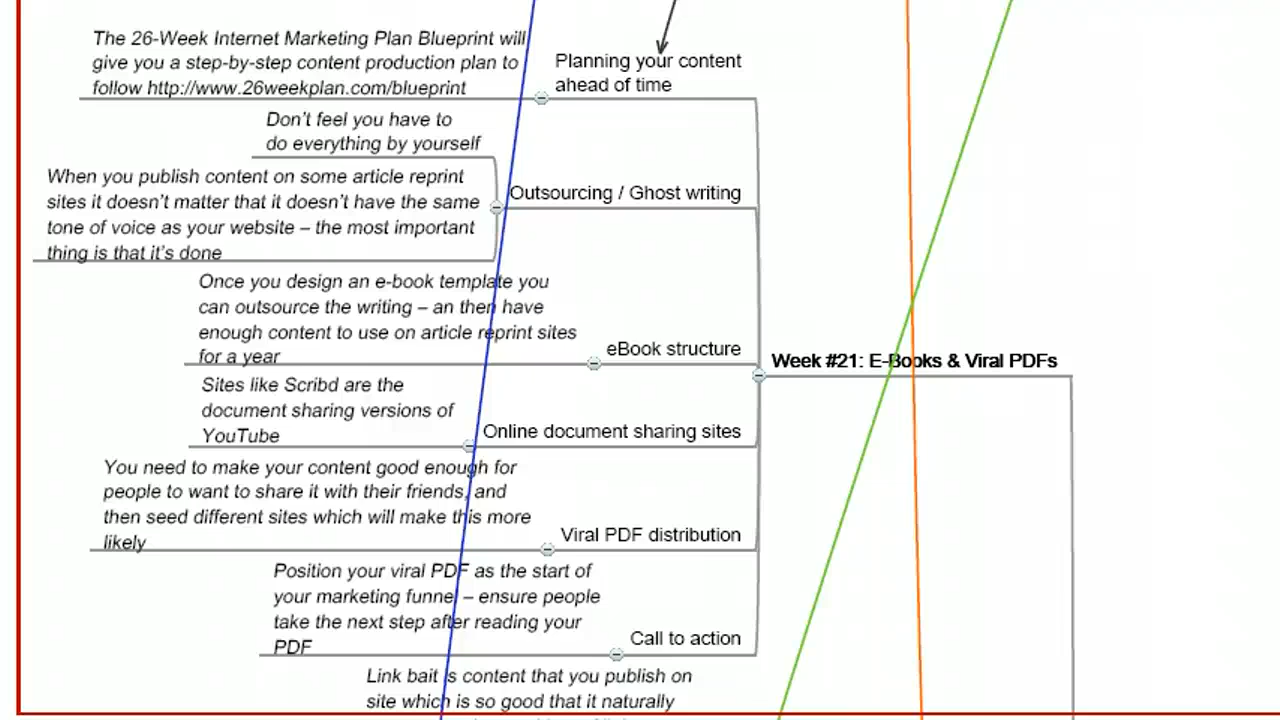 The 26-Week Internet Marketing Plan Blueprint will
give you a step-by-step content production plan to
follow http://www.26weekplan.com/blueprint
Planning your content
ahead of time
Don't feel you have to
do everything by yourself
When you publish content on some article reprint
sites it doesn't matter that it doesn't have the same
tone of voice as your website – the most important
thing is that it's done
Outsourcing / Ghost writing
Once you design an e-book template you
can outsource the writing – an then have
enough content to use on article reprint sites
for a year
eBook structure
Week #21: E-Books & Viral PDFs
Sites like Scribd are the
document sharing versions of
YouTube
Online document sharing sites
You need to make your content good enough for
people to want to share it with their friends, and
then seed different sites which will make this more
likely
Viral PDF distribution
Position your viral PDF as the start of
your marketing funnel – ensure people
take the next step after reading your
PDF
Call to action
Link bait is content that you publish on
site which is so good that it naturally